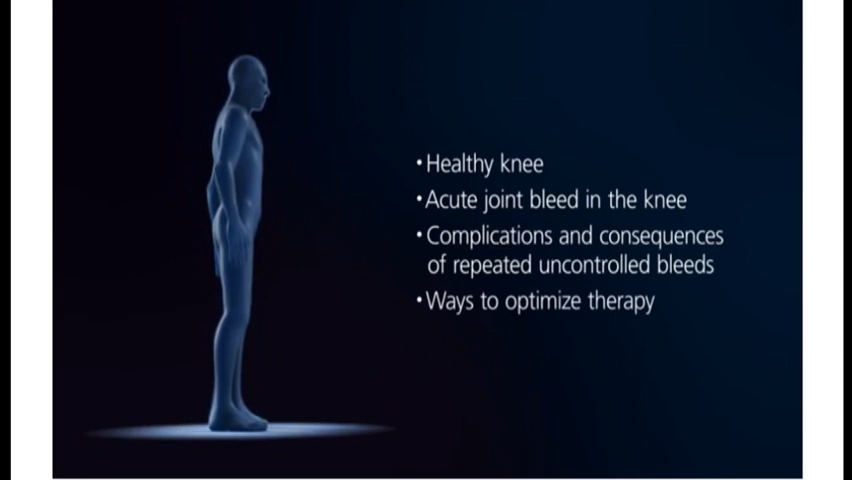 • Healthy knee
• Acute joint bleed in the knee
• Complications and consequences
of repeated uncontrolled bleeds
• Ways to optimize therapy